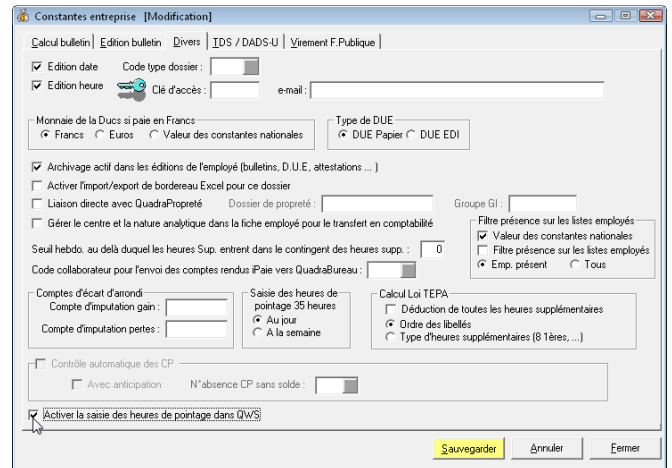 Constantes entreprise [Modification]
Calcul bulletin Edition bulletin Divers TDS / DADS-U Virement F.Publique
Edition date Code type dossier :
Edition heure Clé d'accès : e-mail :
Monnaie de la Ducs si paie en Francs Type de DUE
Francs Euros Valeur des constantes nationales DUE Papier DUE EDI
Archivage actif dans les éditions de l'employé (bulletins, D.U.E, attestations ... )
Activer l'import/export de bordereau Excel pour ce dossier
Liaison directe avec QuadraPropreté Dossier de propreté : Groupe GI :
Gérer le centre et la nature analytique dans la fiche employé pour le transfert en comptabilité
Filtre présence sur les listes employés
Valeur des constantes nationales
Filtre présence sur les listes employés
Emp. présent Tous
Seuil hebdo. au delà duquel les heures Sup. entrent dans le contingent des heures supp. : 0
Code collaborateur pour l'envoi des comptes rendus iPaie vers QuadraBureau :
Comptes d'écart d'arrondi
Compte d'imputation gain :
Compte d'imputation pertes :
Saisie des heures de
pointage 35 heures
Au jour
A la semaine
Calcul Loi TEPA
Déduction de toutes les heures supplémentaires
Ordre des libellés
Type d'heures supplémentaires (8 1ères, ...)
Contrôle automatique des CP
Avec anticipation N°absence CP sans solde :
Activer la saisie des heures de pointage dans QWS
Sauvegarder Annuler Fermer